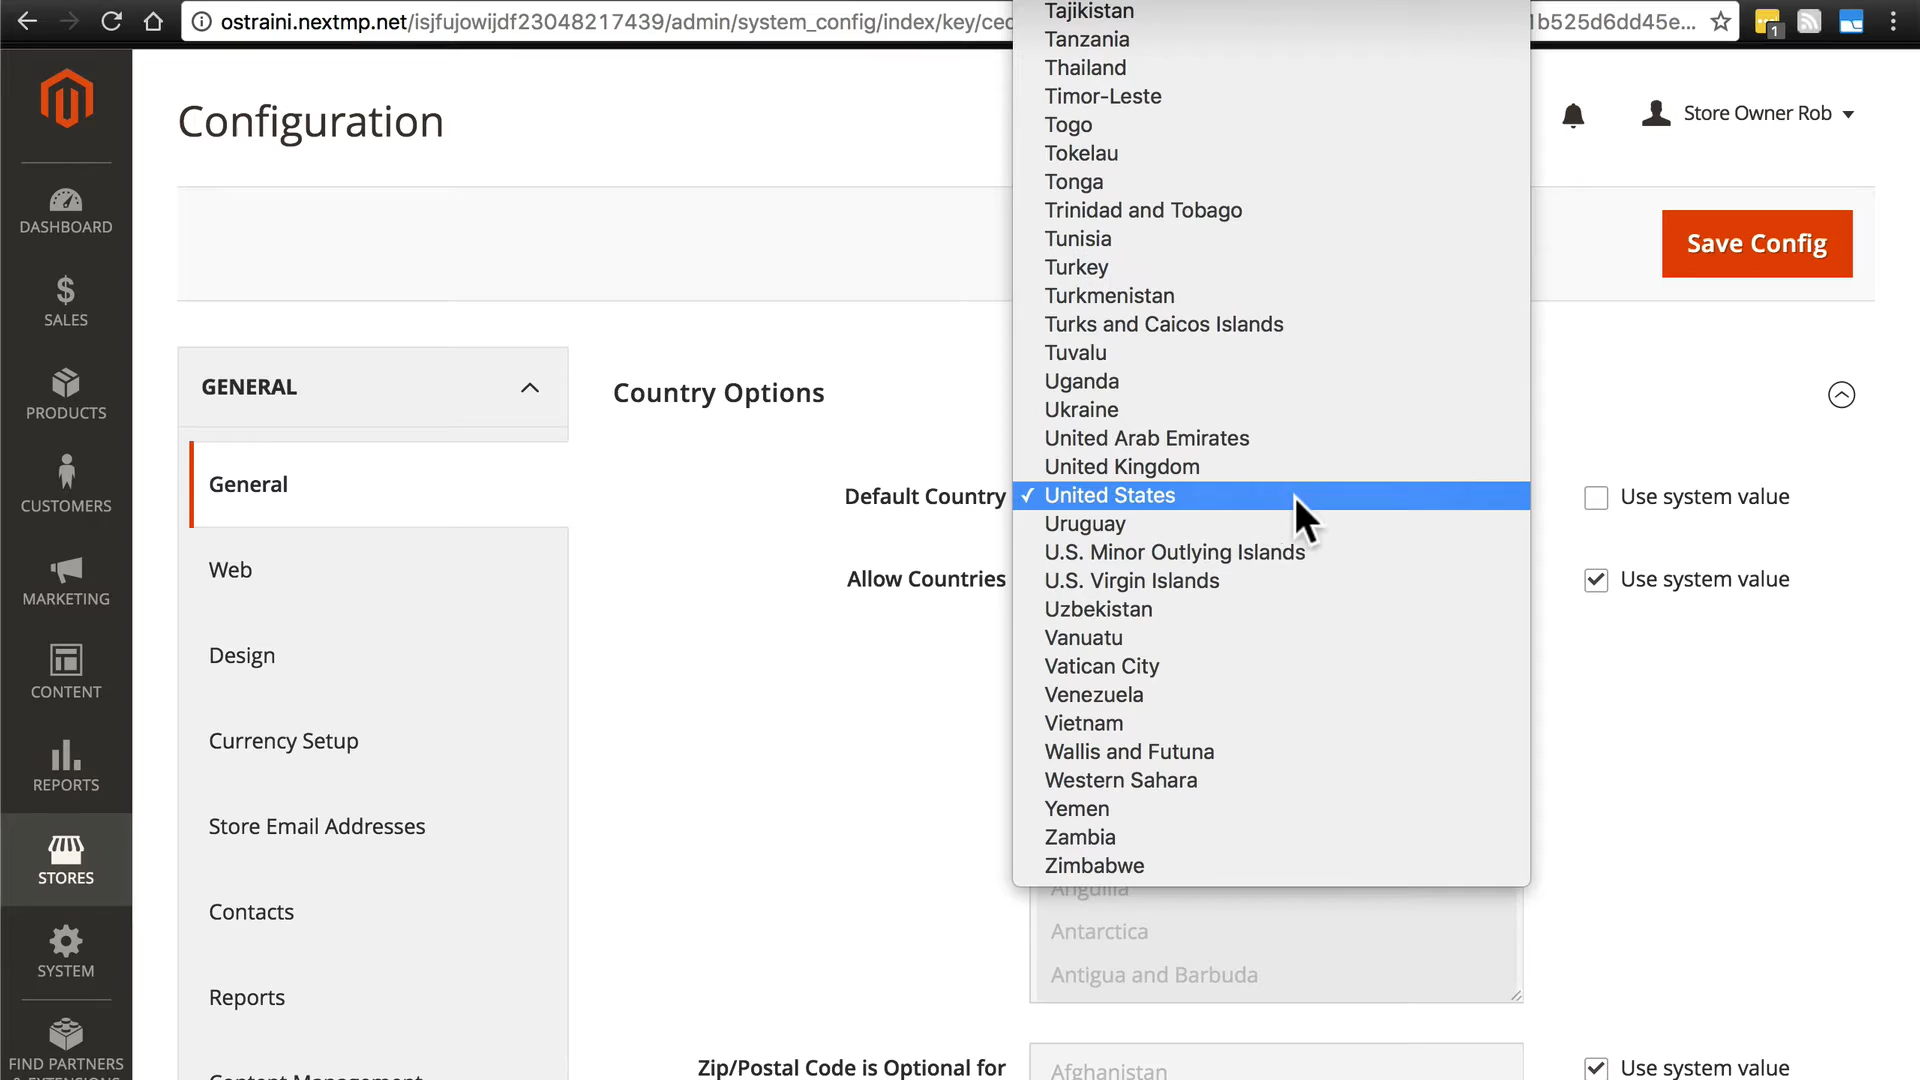 ostraini.nextmp.net/isjfujowijdf23048217439/admin/system_config/index/key/cec
1b525d6dd45e...
1
DASHBOARD
SALES
PRODUCTS
CUSTOMERS
MARKETING
CONTENT
REPORTS
STORES
SYSTEM
FIND PARTNERS
& EXTENSIONS
Configuration
Store Owner Rob
Save Config
GENERAL
General
Web
Design
Currency Setup
Store Email Addresses
Contacts
Reports
Content Management
Country Options
Default Country
Tajikistan
Tanzania
Thailand
Timor-Leste
Togo
Tokelau
Tonga
Trinidad and Tobago
Tunisia
Turkey
Turkmenistan
Turks and Caicos Islands
Tuvalu
Uganda
Ukraine
United Arab Emirates
United Kingdom
✓ United States
Uruguay
U.S. Minor Outlying Islands
U.S. Virgin Islands
Uzbekistan
Vanuatu
Vatican City
Venezuela
Vietnam
Wallis and Futuna
Western Sahara
Yemen
Zambia
Zimbabwe
Use system value
Allow Countries
Anguilla
Antarctica
Antigua and Barbuda
Use system value
Zip/Postal Code is Optional for
Afghanistan
Use system value